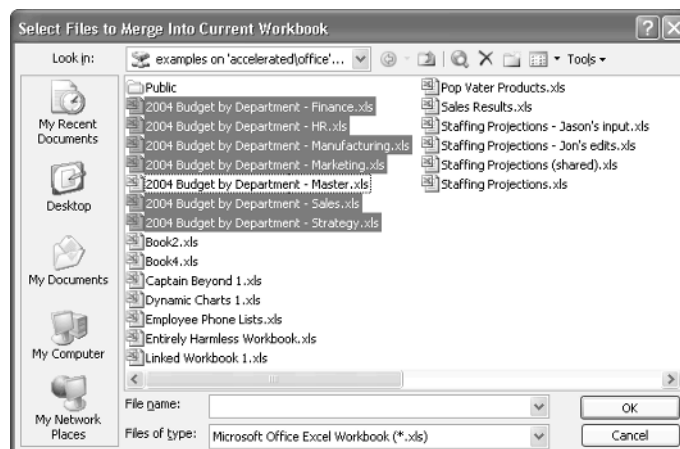 Select Files to Merge Into Current Workbook
Look in:
examples on 'accelerated\office'...
Tools
My Recent
Documents
Desktop
My Documents
My Computer
My Network
Places
Public
2004 Budget by Department - Finance.xls
2004 Budget by Department - HR.xls
2004 Budget by Department - Manufacturing.xls
2004 Budget by Department - Marketing.xls
2004 Budget by Department - Master.xls
2004 Budget by Department - Sales.xls
2004 Budget by Department - Strategy.xls
Book2.xls
Book4.xls
Captain Beyond 1.xls
Dynamic Charts 1.xls
Employee Phone Lists.xls
Entirely Harmless Workbook.xls
Linked Workbook 1.xls
Pop Vater Products.xls
Sales Results.xls
Staffing Projections - Jason's input.xls
Staffing Projections - Jon's edits.xls
Staffing Projections (shared).xls
Staffing Projections.xls
File name:
OK
Files of type:
Microsoft Office Excel Workbook (*.xls)
Cancel